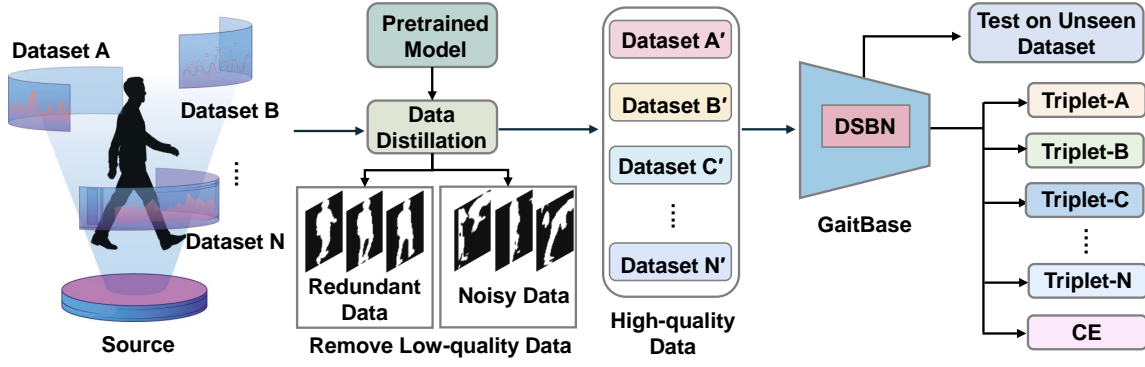 Dataset A
Dataset B
Dataset N
Source
Pretrained
Model
Data
Distillation
Redundant
Data
Noisy Data
Remove Low-quality Data
Dataset A′
Dataset B′
Dataset C′
Dataset N′
High-quality
Data
DSBN
GaitBase
Test on Unseen
Dataset
Triplet-A
Triplet-B
Triplet-C
Triplet-N
CE